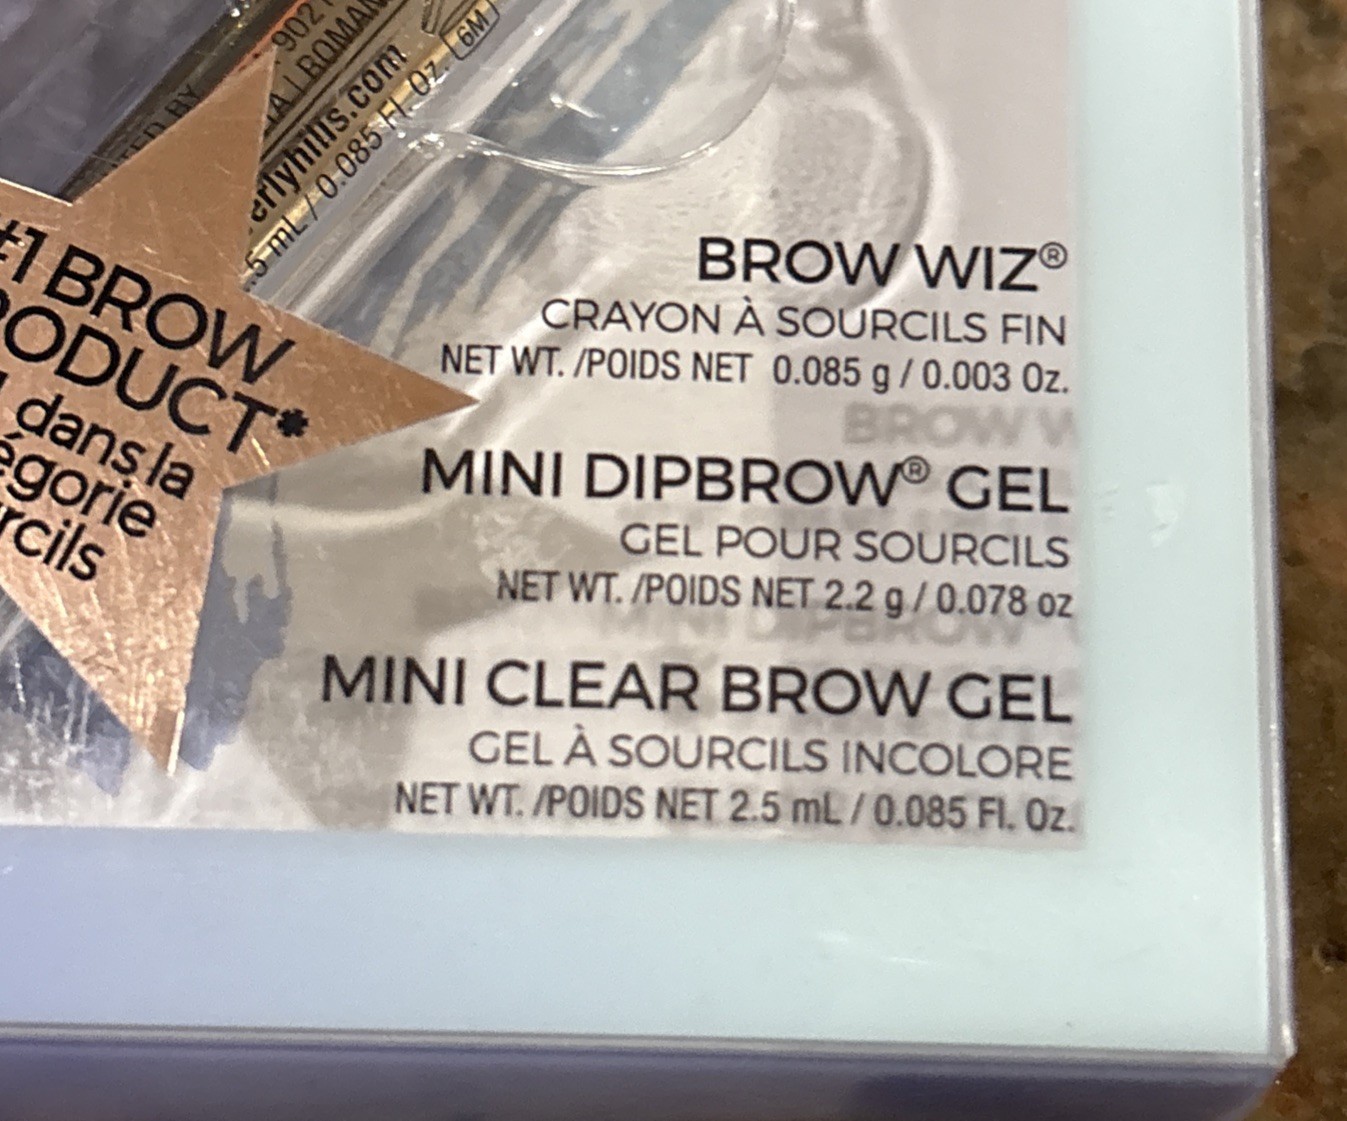 902
ROMAN
erlyhills.com
5 mL / 0.085 Fl. Oz.
6M
#1 BROW
PRODUCT*
dans la
égorie
rcils
BROW WIZ®
CRAYON À SOURCILS FIN
NET WT. /POIDS NET 0.085 g / 0.003 Oz.
MINI DIPBROW® GEL
GEL POUR SOURCILS
NET WT. /POIDS NET 2.2 g / 0.078 oz
MINI CLEAR BROW GEL
GEL À SOURCILS INCOLORE
NET WT. /POIDS NET 2.5 mL / 0.085 Fl. Oz.